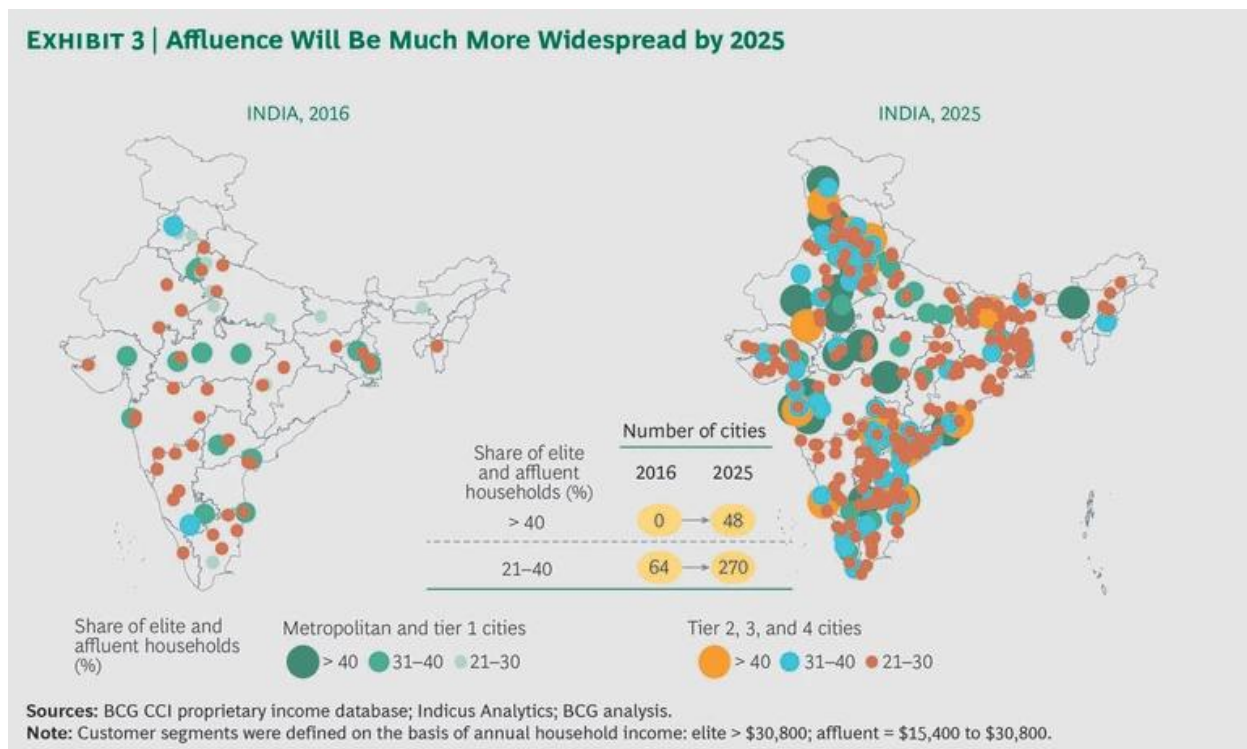 EXHIBIT 3 | Affluence Will Be Much More Widespread by 2025
INDIA, 2016
INDIA, 2025
Number of cities
Share of elite
and affluent
households (%)
2016 2025
> 40 0 → 48
21–40 64 → 270
Share of elite and
affluent households
(%)
Metropolitan and tier 1 cities
> 40 31–40 21–30
Tier 2, 3, and 4 cities
> 40 31–40 21–30
Sources: BCG CCI proprietary income database; Indicus Analytics; BCG analysis.
Note: Customer segments were defined on the basis of annual household income: elite > $30,800; affluent = $15,400 to $30,800.